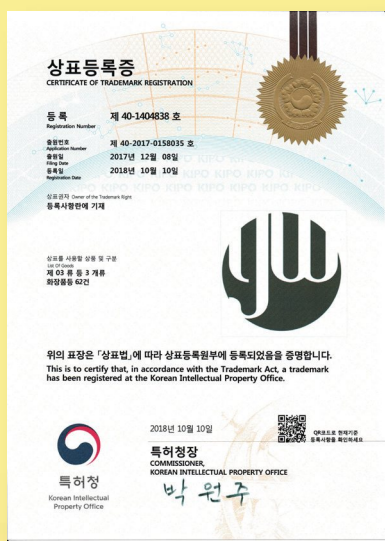 상표등록증
CERTIFICATE OF TRADEMARK REGISTRATION
등 록 제 40-1404838 호
Registration Number
출원번호 제 40-2017-0158035 호
Application Number
출원일 2017년 12월 08일
Filing Date
등록일 2018년 10월 10일
Registration Date
상표권자 Owner of the Trademark Right
등록사항란에 기재
상표를 사용할 상품 및 구분
List Of Goods
제 03 류 등 3 개류
화장품등 62건
위의 표장은 「상표법」에 따라 상표등록원부에 등록되었음을 증명합니다.
This is to certify that, in accordance with the Trademark Act, a trademark
has been registered at the Korean Intellectual Property Office.
2018년 10월 10일
QR코드로 현재기준
등록사항을 확인하세요
특허청장
COMMISSIONER,
KOREAN INTELLECTUAL PROPERTY OFFICE
박원주
특허청
Korean Intellectual
Property Office